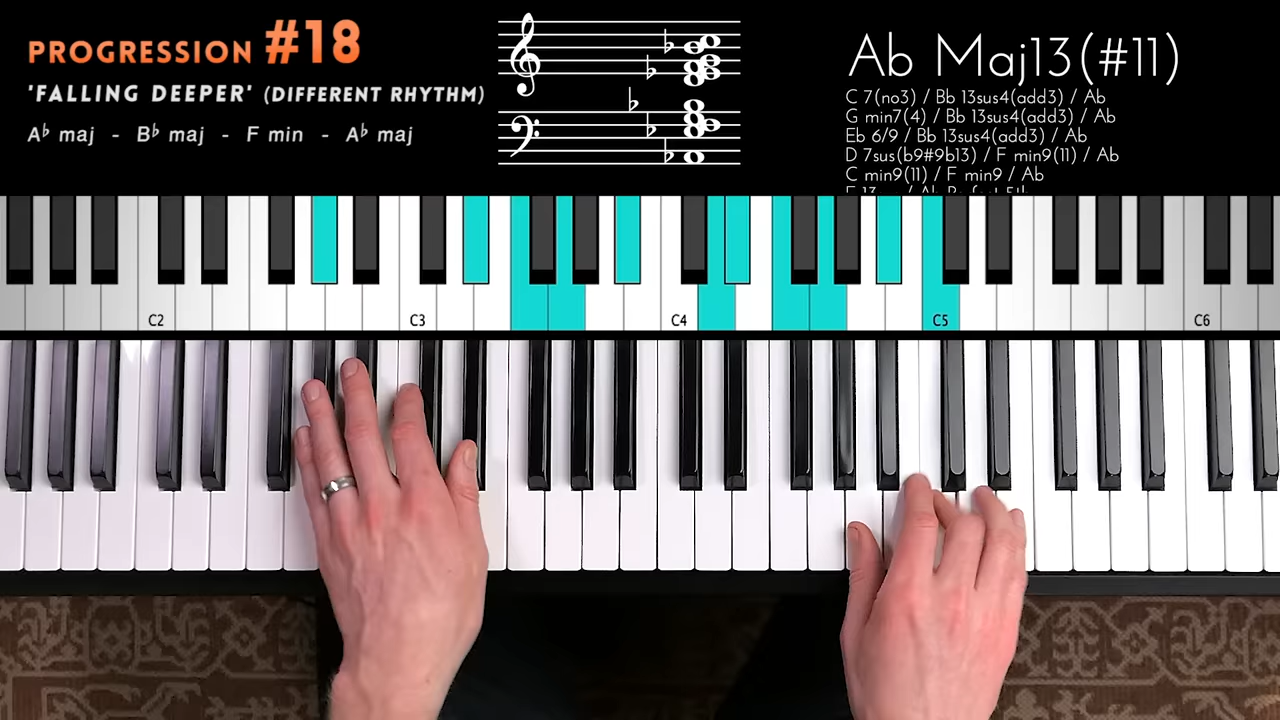 PROGRESSION #18
'FALLING DEEPER' (DIFFERENT RHYTHM)
A♭ maj - B♭ maj - F min - A♭ maj
Ab Maj13(#11)
C 7(no3) / Bb 13sus4(add3) / Ab
G min7(4) / Bb 13sus4(add3) / Ab
Eb 6/9 / Bb 13sus4(add3) / Ab
D 7sus(b9#9b13) / F min9(11) / Ab
C min9(11) / F min9 / Ab
C2
C3
C4
C5
C6